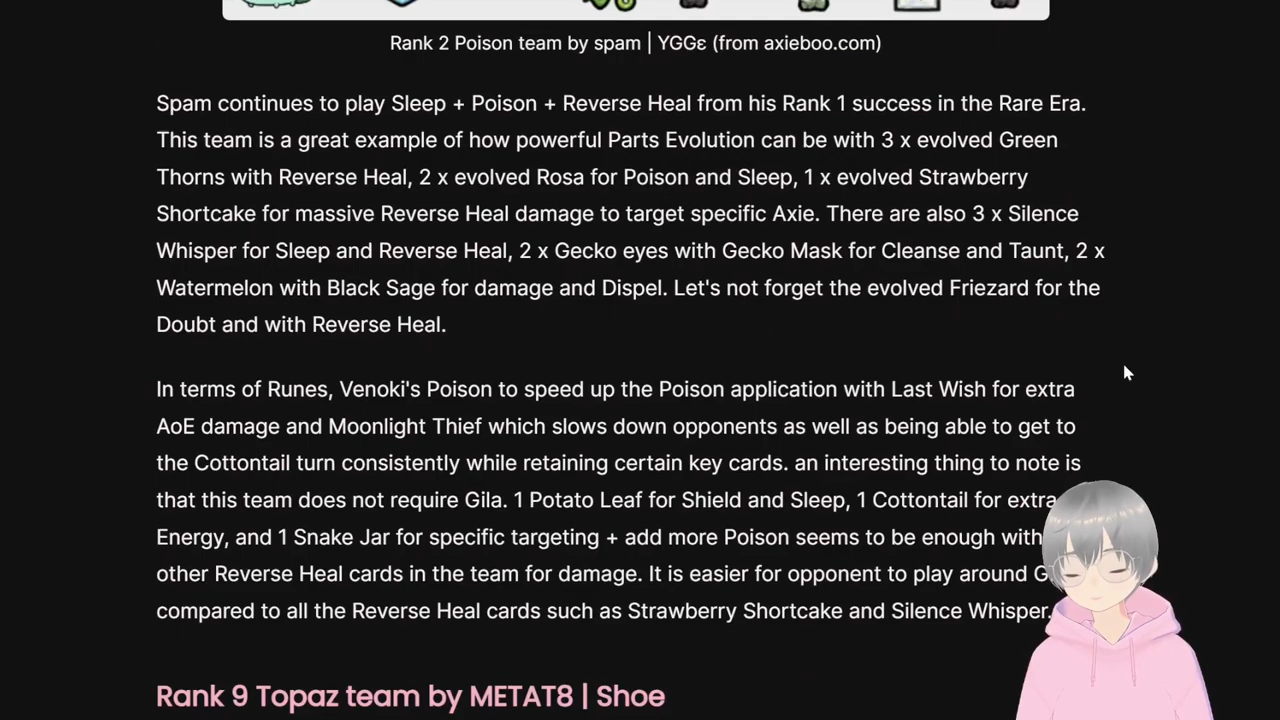 Rank 2 Poison team by spam | YGGε (from axieboo.com)
Spam continues to play Sleep + Poison + Reverse Heal from his Rank 1 success in the Rare Era.
This team is a great example of how powerful Parts Evolution can be with 3 x evolved Green
Thorns with Reverse Heal, 2 x evolved Rosa for Poison and Sleep, 1 x evolved Strawberry
Shortcake for massive Reverse Heal damage to target specific Axie. There are also 3 x Silence
Whisper for Sleep and Reverse Heal, 2 x Gecko eyes with Gecko Mask for Cleanse and Taunt, 2 x
Watermelon with Black Sage for damage and Dispel. Let's not forget the evolved Friezard for the
Doubt and with Reverse Heal.
In terms of Runes, Venoki's Poison to speed up the Poison application with Last Wish for extra
AoE damage and Moonlight Thief which slows down opponents as well as being able to get to
the Cottontail turn consistently while retaining certain key cards. an interesting thing to note is
that this team does not require Gila. 1 Potato Leaf for Shield and Sleep, 1 Cottontail for extra
Energy, and 1 Snake Jar for specific targeting + add more Poison seems to be enough with
other Reverse Heal cards in the team for damage. It is easier for opponent to play around
compared to all the Reverse Heal cards such as Strawberry Shortcake and Silence Whisper.
Rank 9 Topaz team by METAT8 | Shoe